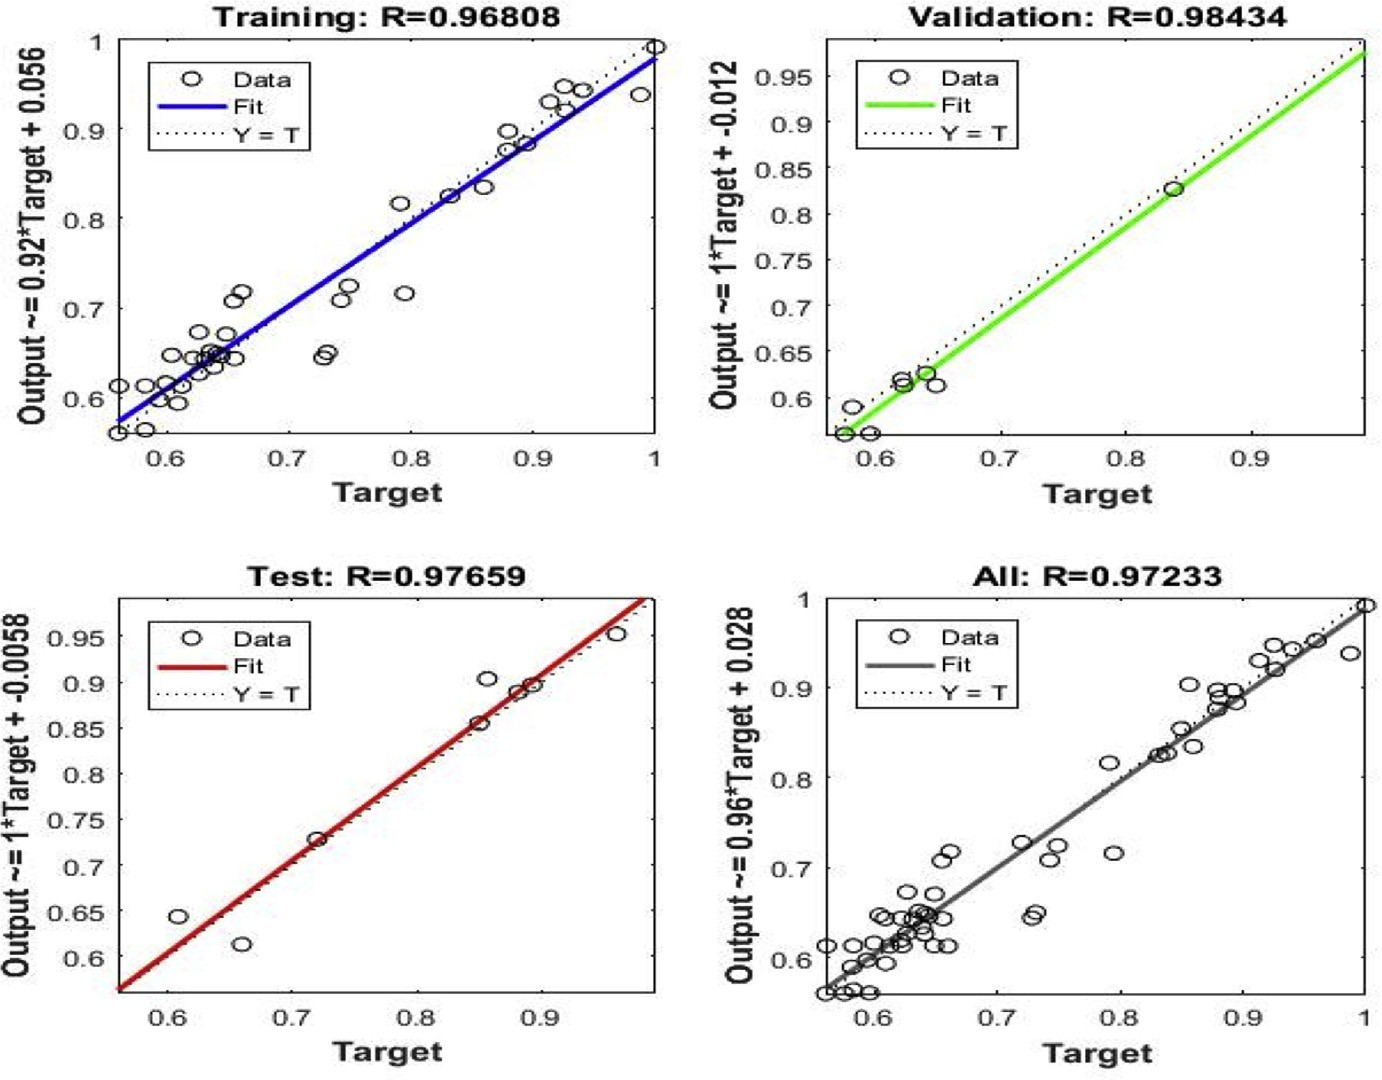 Training: R=0.96808
Output ~= 0.92*Target + 0.056
1
0.9
0.8
0.7
0.6
Data
Fit
Y = T
0.6 0.7 0.8 0.9 1
Target
Validation: R=0.98434
Output ~= 1*Target + -0.012
0.95
0.9
0.85
0.8
0.75
0.7
0.65
0.6
Data
Fit
Y = T
0.6 0.7 0.8 0.9
Target
Test: R=0.97659
Output ~= 1*Target + -0.0058
0.95
0.9
0.85
0.8
0.75
0.7
0.65
0.6
Data
Fit
Y = T
0.6 0.7 0.8 0.9
Target
All: R=0.97233
Output ~= 0.96*Target + 0.028
1
0.9
0.8
0.7
0.6
Data
Fit
Y = T
0.6 0.7 0.8 0.9 1
Target